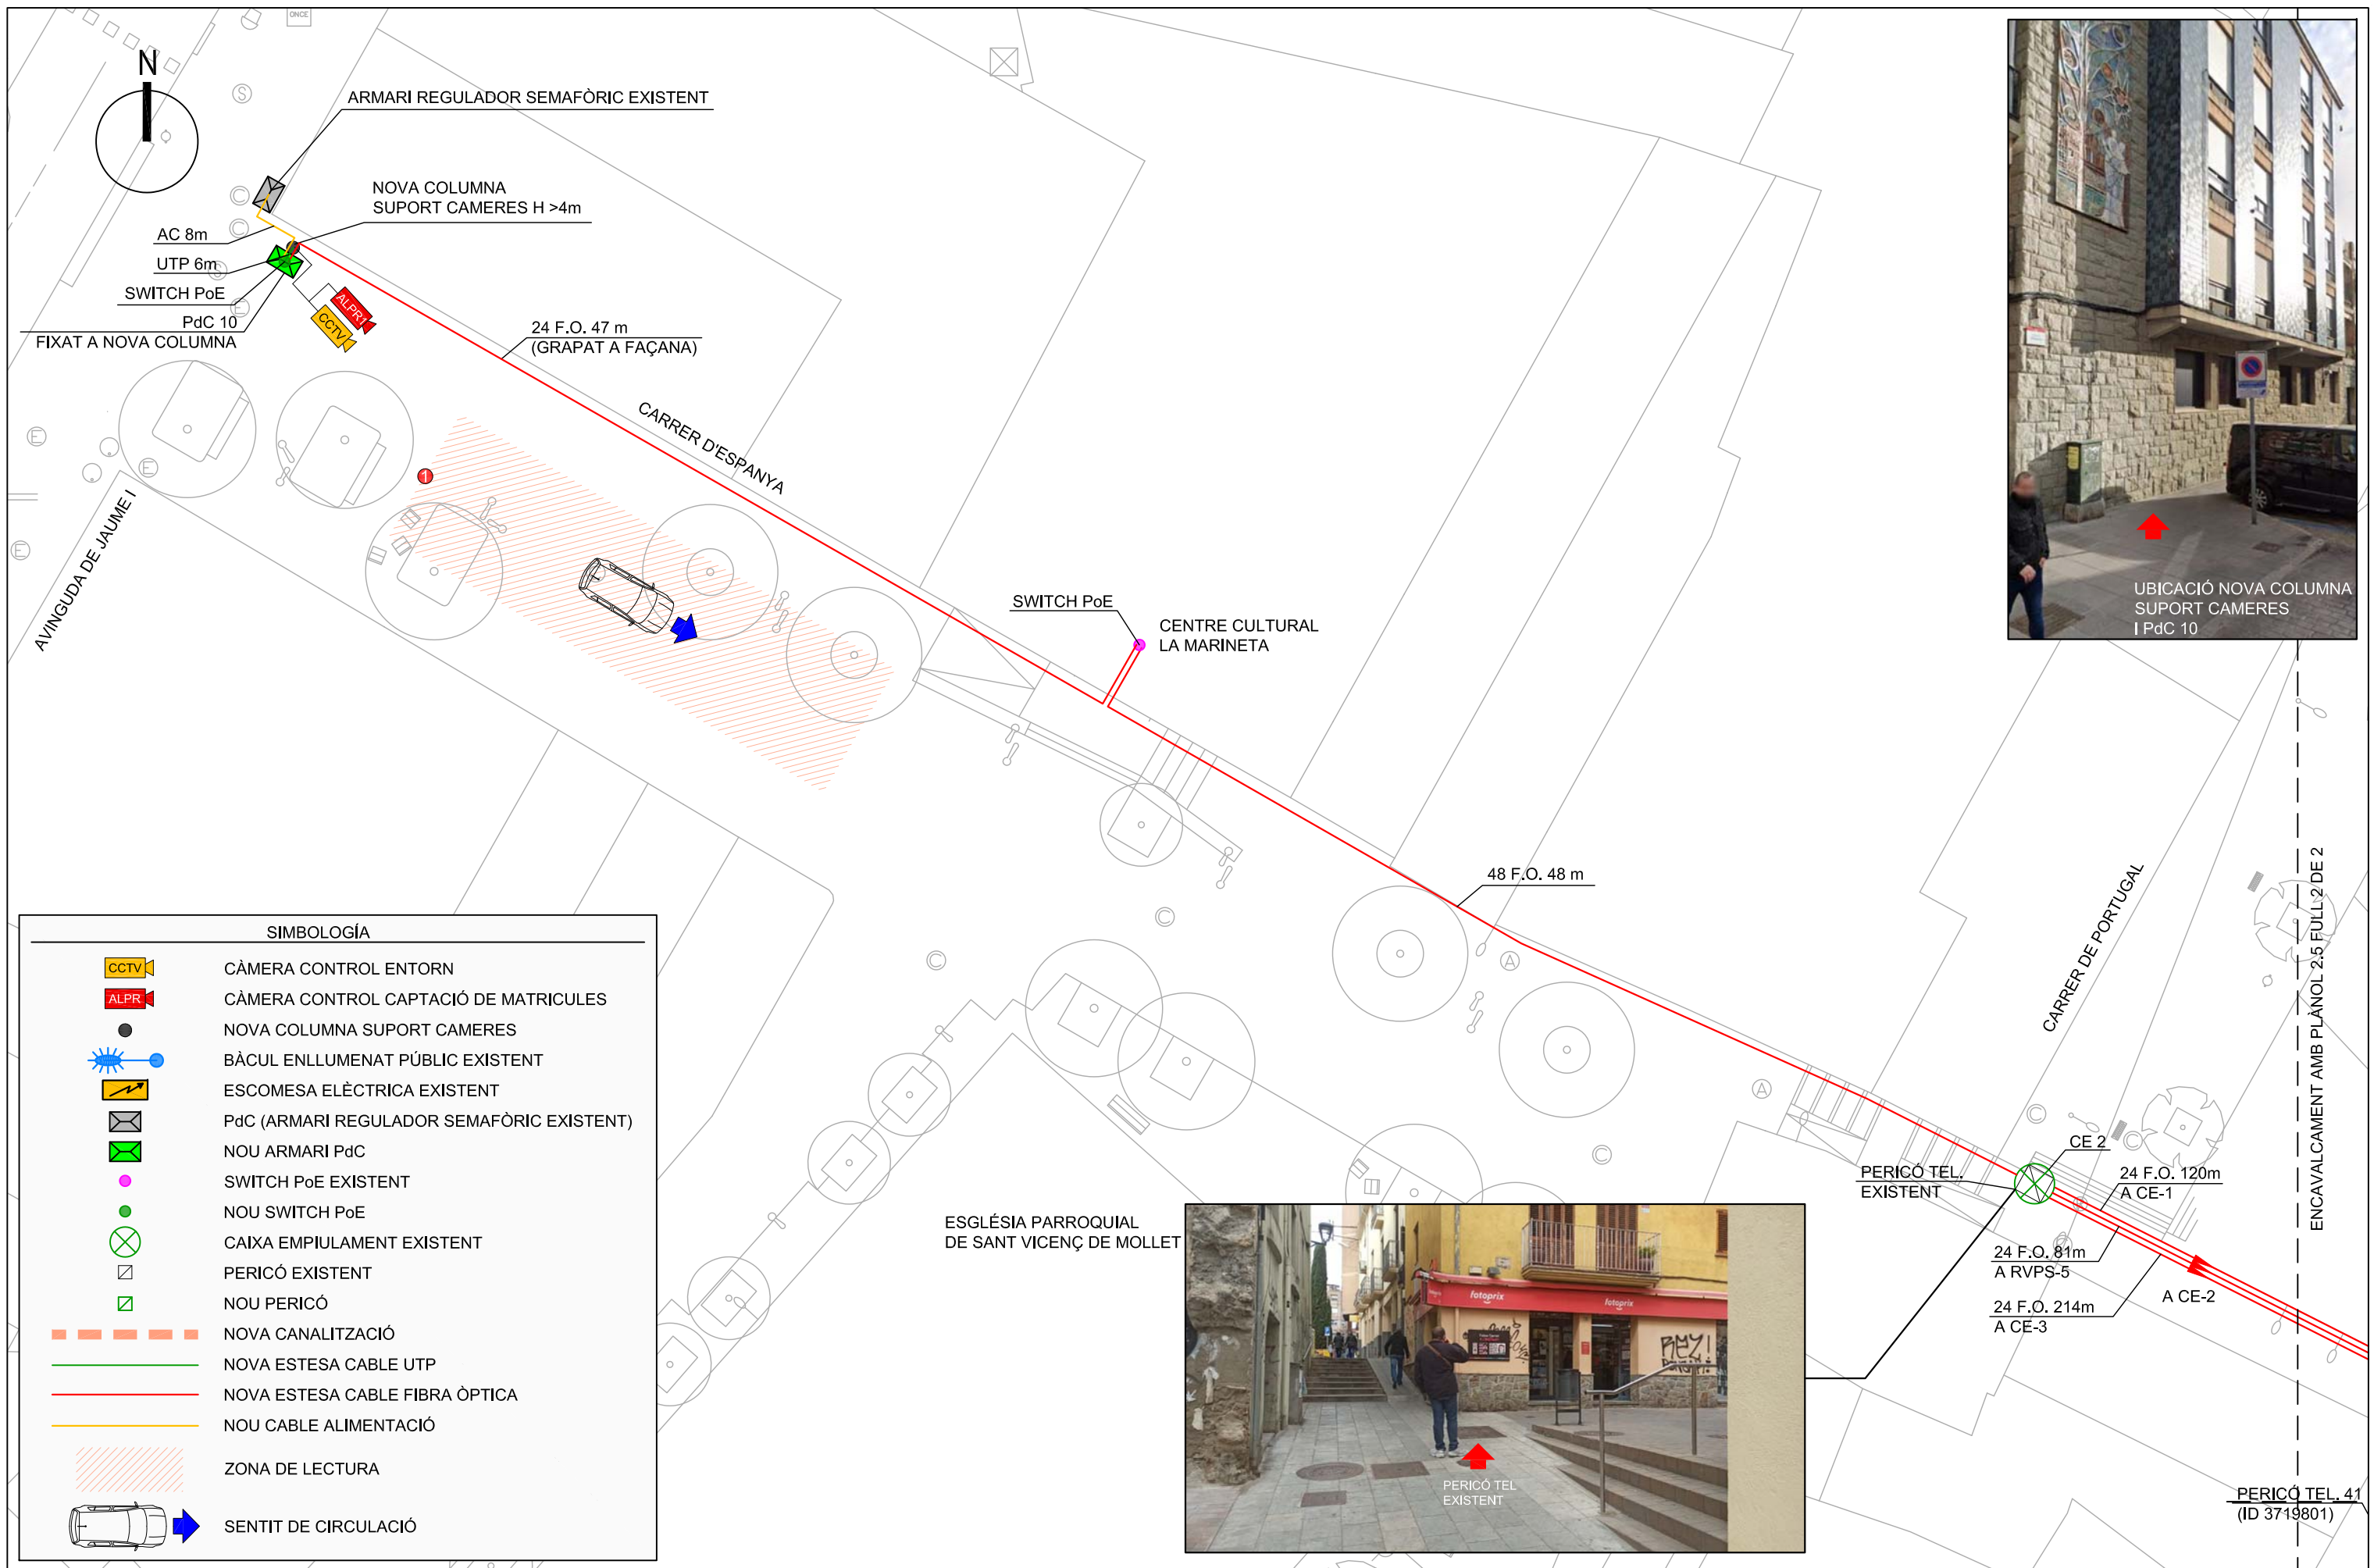 ONCE
N
S
ARMARI REGULADOR SEMAFÒRIC EXISTENT
NOVA COLUMNA
SUPORT CAMERES H >4m
C
C
AC 8m
UTP 6m
S
SWITCH PoE
E
PdC 10
FIXAT A NOVA COLUMNA
ALPR1
CCTV
24 F.O. 47 m
(GRAPAT A FAÇANA)
CARRER D'ESPANYA
1
E
E
E
AVINGUDA DE JAUME I
SWITCH PoE
CENTRE CULTURAL
LA MARINETA
UBICACIÓ NOVA COLUMNA
SUPORT CAMERES
I PdC 10
48 F.O. 48 m
C
C
A
A
C
C
C
CARRER DE PORTUGAL
ENCAVALCAMENT AMB PLÀNOL 2.5 FULL 2 DE 2
CE 2
PERICÓ TEL.
EXISTENT
24 F.O. 120m
A CE-1
24 F.O. 81m
A RVPS-5
24 F.O. 214m
A CE-3
A CE-2
ESGLÉSIA PARROQUIAL
DE SANT VICENÇ DE MOLLET
fotoprix
fotoprix
PERICÓ TEL
EXISTENT
PERICÓ TEL. 41
(ID 3719801)
SIMBOLOGÍA
CCTV
CÀMERA CONTROL ENTORN
ALPR
CÀMERA CONTROL CAPTACIÓ DE MATRICULES
NOVA COLUMNA SUPORT CAMERES
BÀCUL ENLLUMENAT PÚBLIC EXISTENT
ESCOMESA ELÈCTRICA EXISTENT
PdC (ARMARI REGULADOR SEMAFÒRIC EXISTENT)
NOU ARMARI PdC
SWITCH PoE EXISTENT
NOU SWITCH PoE
CAIXA EMPIULAMENT EXISTENT
PERICÓ EXISTENT
NOU PERICÓ
NOVA CANALITZACIÓ
NOVA ESTESA CABLE UTP
NOVA ESTESA CABLE FIBRA ÒPTICA
NOU CABLE ALIMENTACIÓ
ZONA DE LECTURA
SENTIT DE CIRCULACIÓ